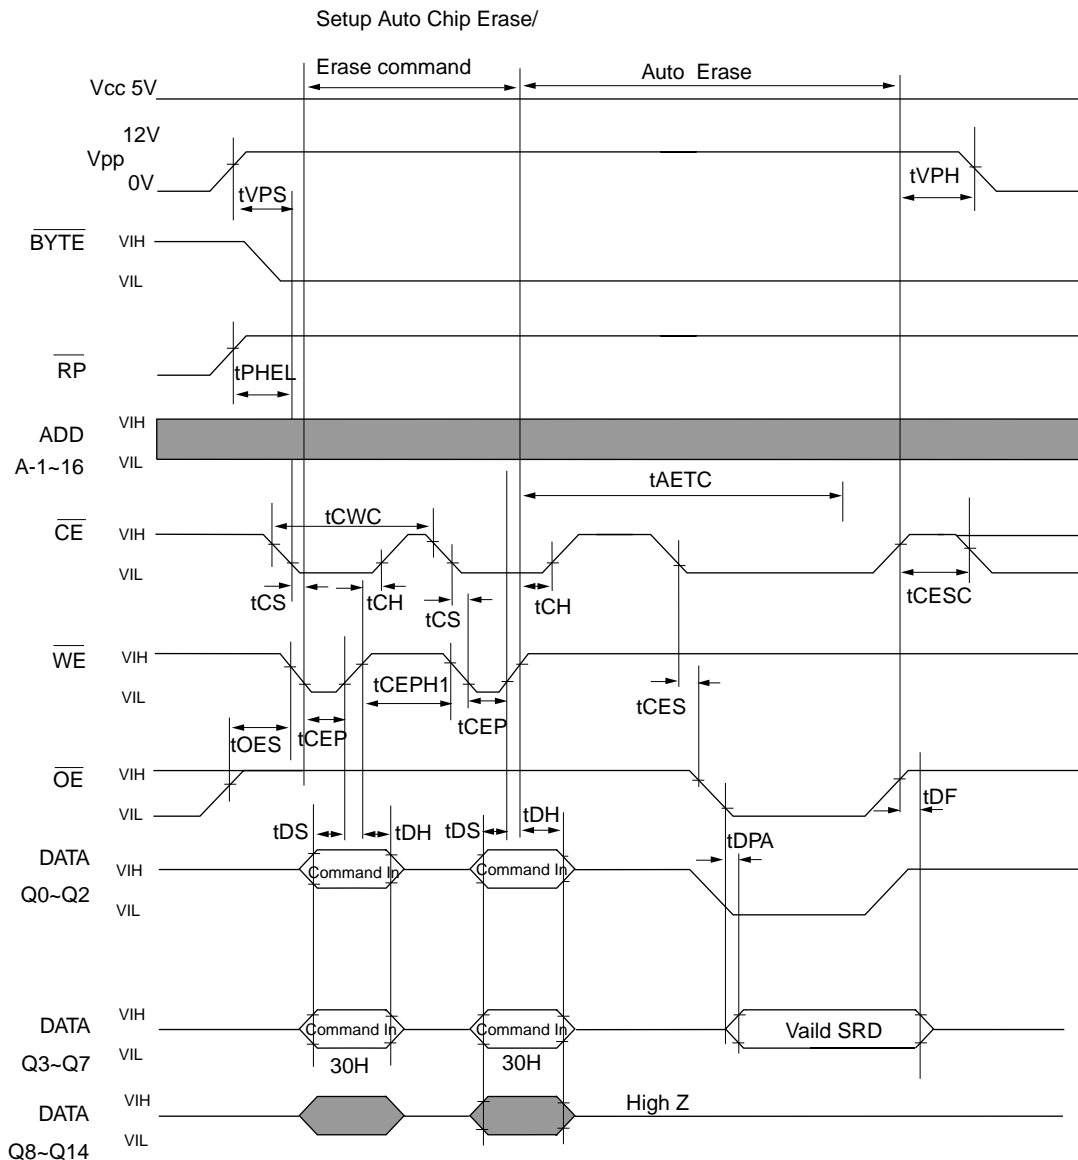 Setup Auto Chip Erase/
Erase command
Auto Erase
Vcc 5V
12V
Vpp
0V
tVPS
tVPH
BYTE
VIH
VIL
RP
tPHEL
ADD
VIH
A-1~16
VIL
tAETC
CE
VIH
tCWC
VIL
tCS
tCH
tCS
tCH
tCESC
WE
VIH
VIL
tCEPH1
tCES
tOES
tCEP
tCEP
OE
VIH
VIL
tDF
tDS
tDH
tDS
tDH
tDPA
DATA
VIH
Command In
Command In
Q0~Q2
VIL
DATA
VIH
Command In
Command In
Vaild SRD
Q3~Q7
VIL
30H
30H
DATA
VIH
High Z
VIL
Q8~Q14